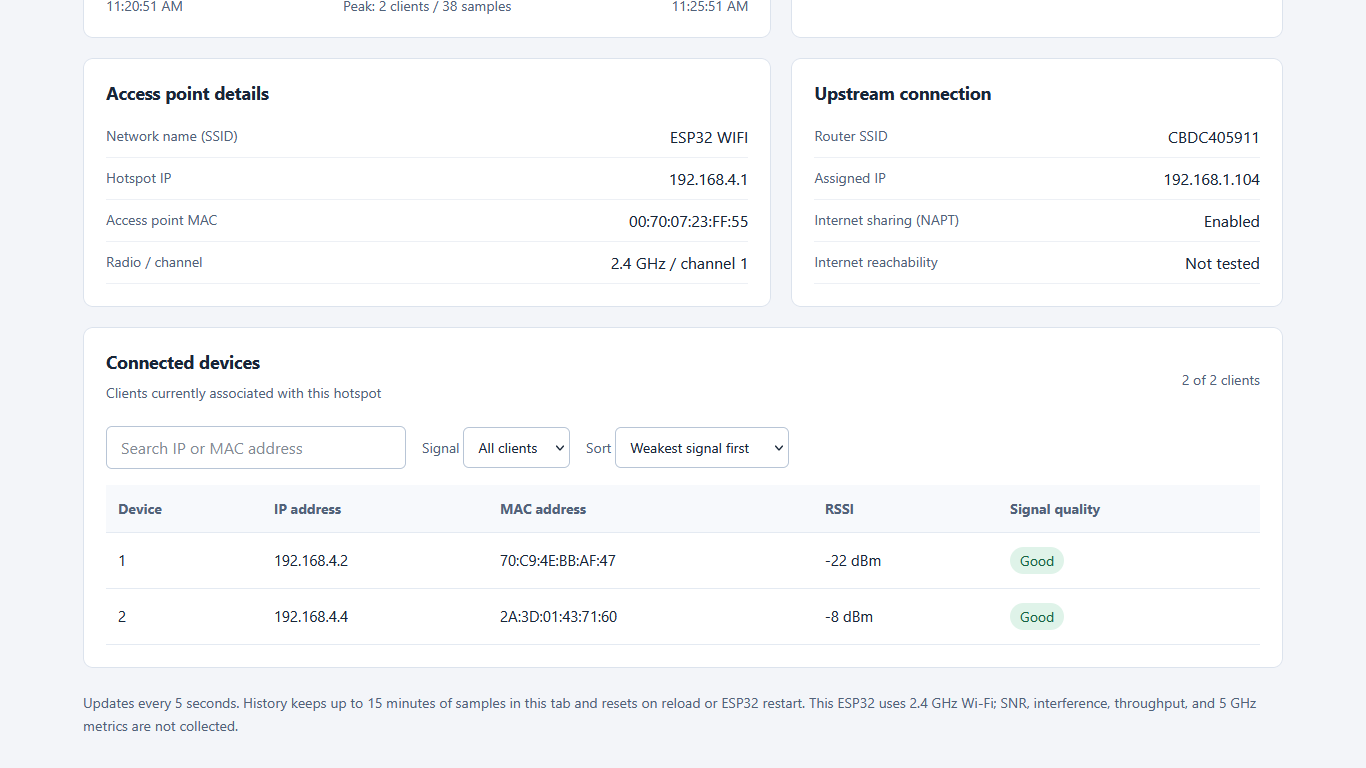 11:20:51 AM Peak: 2 clients / 38 samples 11:25:51 AM
Access point details
Network name (SSID) ESP32 WIFI
Hotspot IP 192.168.4.1
Access point MAC 00:70:07:23:FF:55
Radio / channel 2.4 GHz / channel 1
Upstream connection
Router SSID CBDC405911
Assigned IP 192.168.1.104
Internet sharing (NAPT) Enabled
Internet reachability Not tested
Connected devices
Clients currently associated with this hotspot
2 of 2 clients
Search IP or MAC address Signal All clients Sort Weakest signal first
Device IP address MAC address RSSI Signal quality
1 192.168.4.2 70:C9:4E:BB:AF:47 -22 dBm Good
2 192.168.4.4 2A:3D:01:43:71:60 -8 dBm Good
Updates every 5 seconds. History keeps up to 15 minutes of samples in this tab and resets on reload or ESP32 restart. This ESP32 uses 2.4 GHz Wi-Fi; SNR, interference, throughput, and 5 GHz
metrics are not collected.